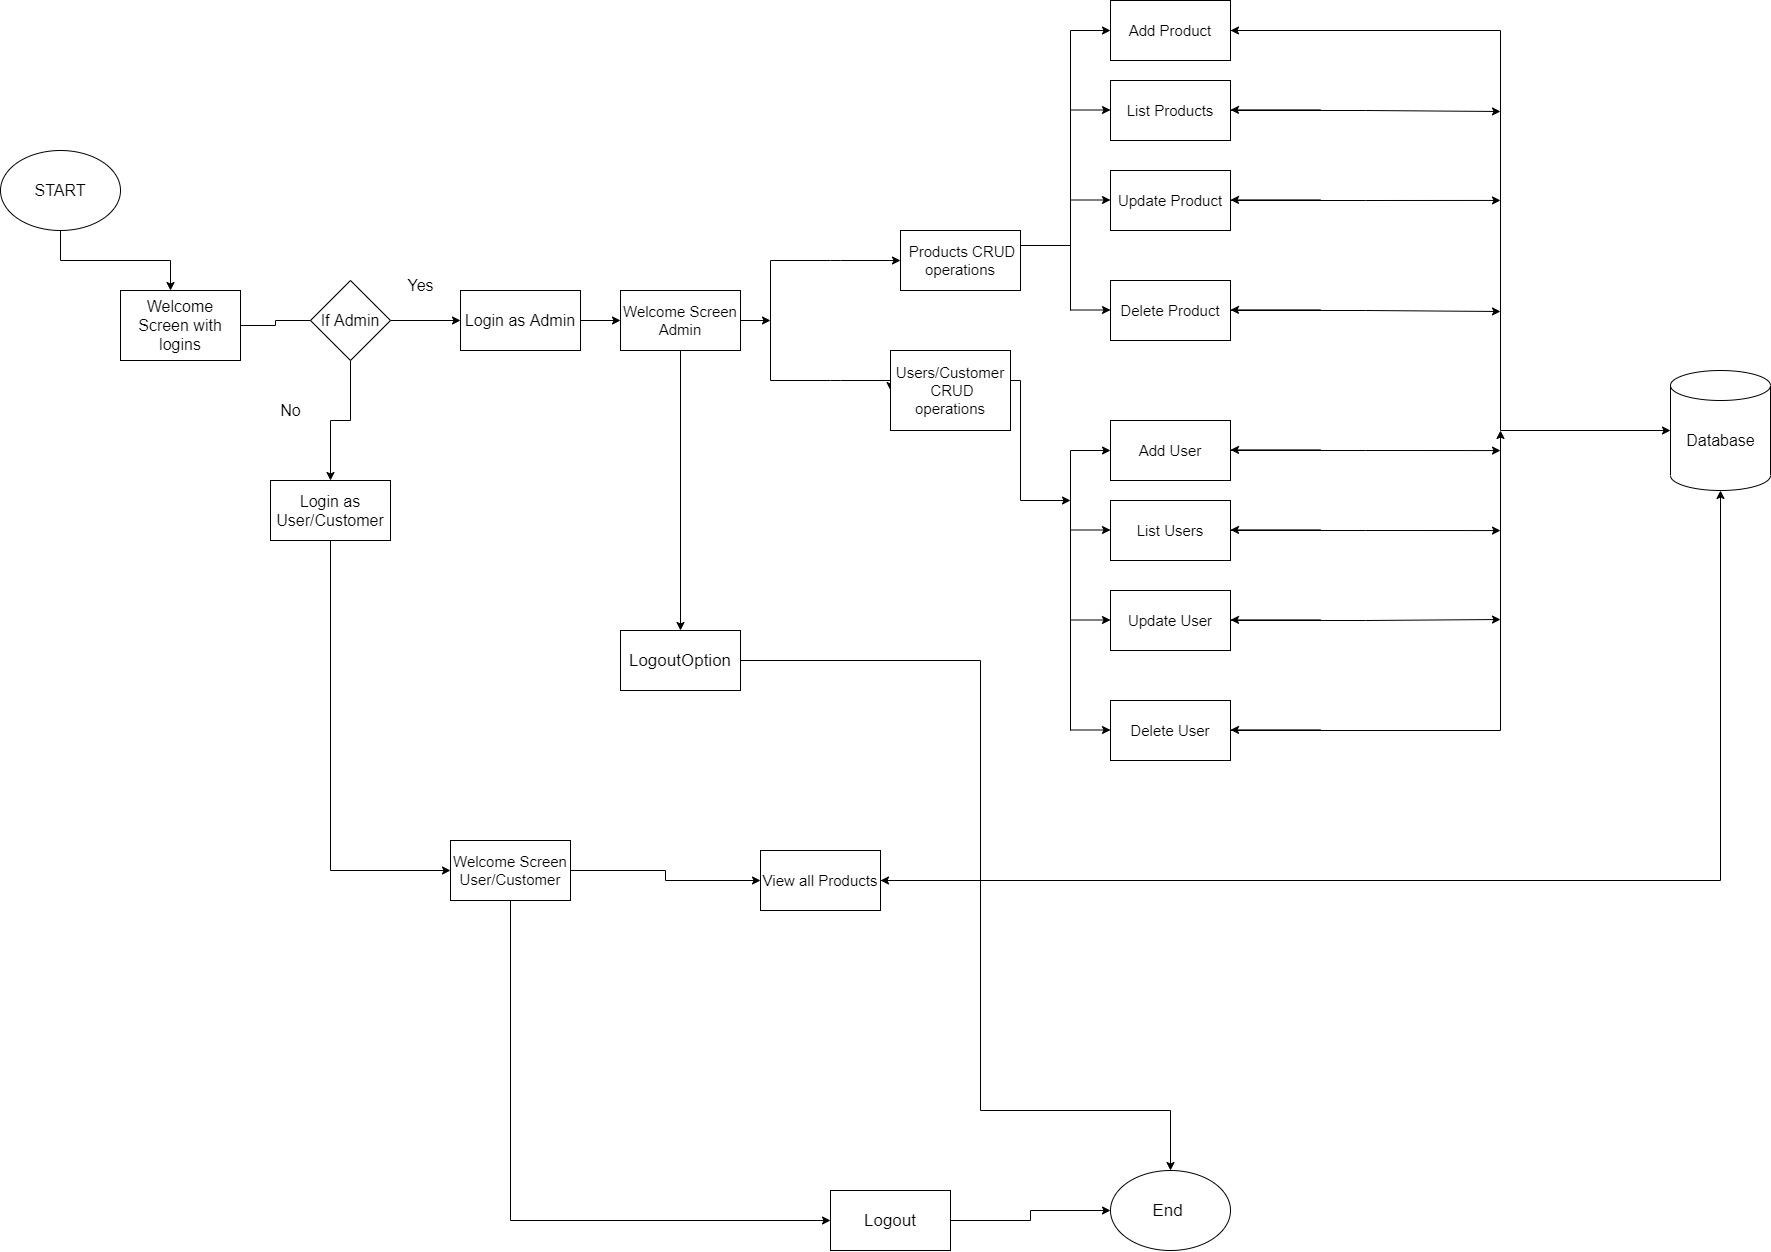 START
Welcome
Screen with
logins
If Admin
Yes
No
Login as Admin
Welcome Screen
Admin
Products CRUD
operations
Users/Customer
CRUD
operations
Add Product
List Products
Update Product
Delete Product
Add User
List Users
Update User
Delete User
Database
Login as
User/Customer
LogoutOption
Welcome Screen
User/Customer
View all Products
Logout
End